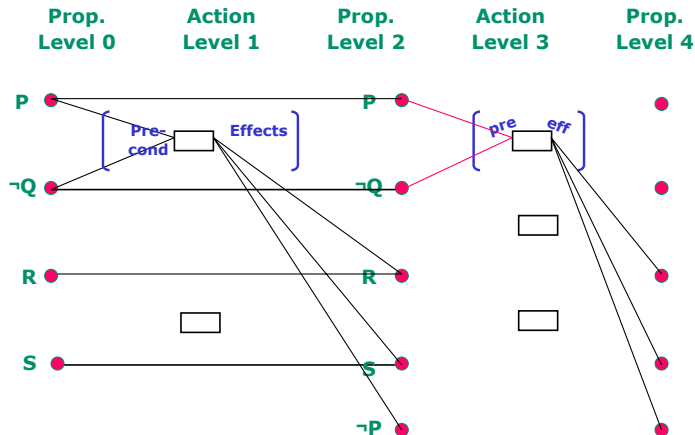 Prop. Action Prop. Action Prop.
Level 0 Level 1 Level 2 Level 3 Level 4
P P
Pre-
cond Effects pre eff
¬Q ¬Q
R R
S S
¬P